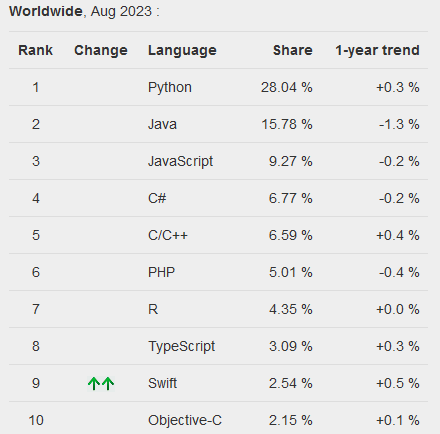 Worldwide, Aug 2023 :
Rank Change Language Share 1-year trend
1 Python 28.04 % +0.3 %
2 Java 15.78 % -1.3 %
3 JavaScript 9.27 % -0.2 %
4 C# 6.77 % -0.2 %
5 C/C++ 6.59 % +0.4 %
6 PHP 5.01 % -0.4 %
7 R 4.35 % +0.0 %
8 TypeScript 3.09 % +0.3 %
9 Swift 2.54 % +0.5 %
10 Objective-C 2.15 % +0.1 %